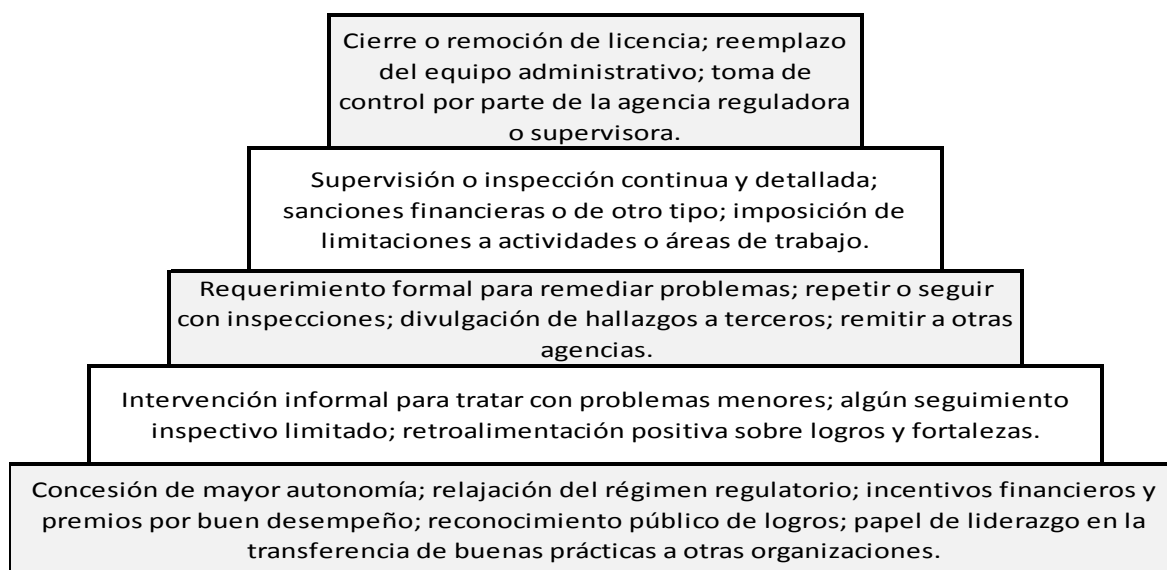 Cierre o remoción de licencia; reemplazo
del equipo administrativo; toma de
control por parte de la agencia reguladora
o supervisora.
Supervisión o inspección continua y detallada;
sanciones financieras o de otro tipo; imposición de
limitaciones a actividades o áreas de trabajo.
Requerimiento formal para remediar problemas; repetir o seguir
con inspecciones; divulgación de hallazgos a terceros; remitir a otras
agencias.
Intervención informal para tratar con problemas menores; algún seguimiento
inspectivo limitado; retroalimentación positiva sobre logros y fortalezas.
Concesión de mayor autonomía; relajación del régimen regulatorio; incentivos financieros y
premios por buen desempeño; reconocimiento público de logros; papel de liderazgo en la
transferencia de buenas prácticas a otras organizaciones.